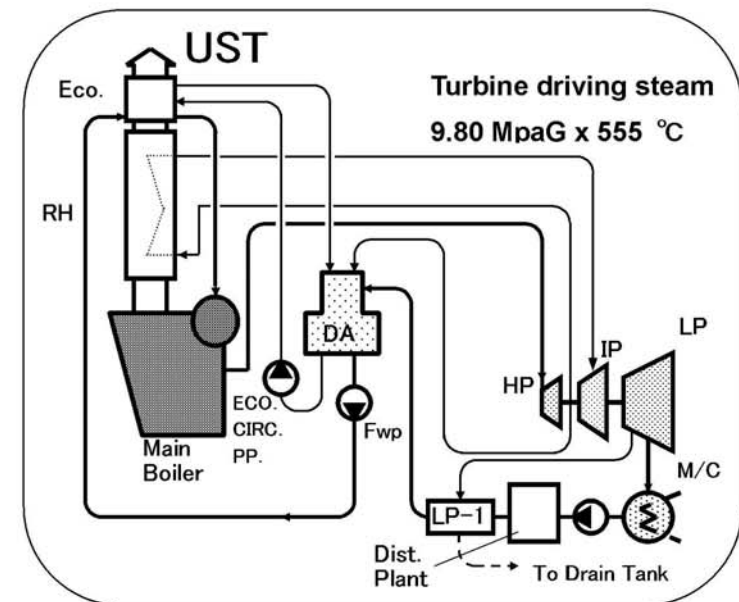 UST
Eco.
Turbine driving steam
9.80 MpaG x 555 ℃
RH
DA
LP
IP
HP
ECO.
CIRC.
PP.
Fwp
Main
Boiler
M/C
LP-1
Dist.
Plant
To Drain Tank